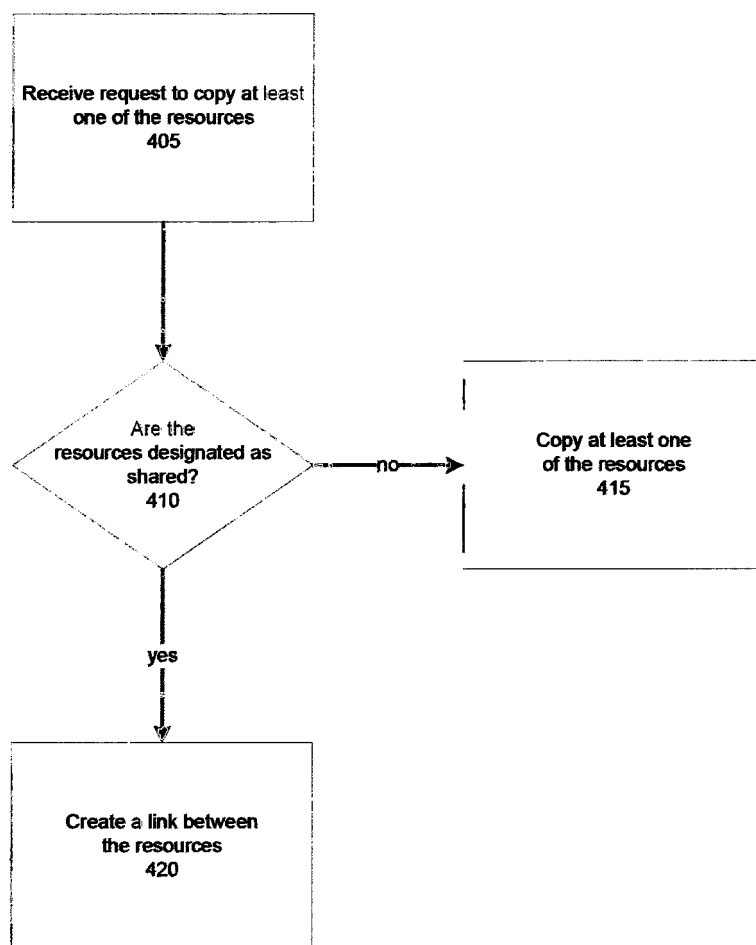 Receive request to copy at least
one of the resources
405
Are the
resources designated as
shared?
410
no
Copy at least one
of the resources
415
yes
Create a link between
the resources
420